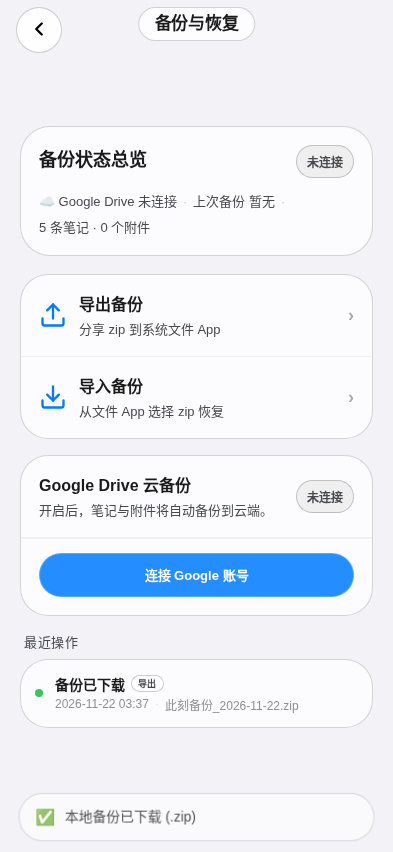 备份与恢复
备份状态总览
未连接
☁️ Google Drive 未连接 · 上次备份 暂无 ·
5 条笔记 · 0 个附件
导出备份
分享 zip 到系统文件 App
导入备份
从文件 App 选择 zip 恢复
Google Drive 云备份
未连接
开启后，笔记与附件将自动备份到云端。
连接 Google 账号
最近操作
备份已下载 导出
2026-11-22 03:37 · 此刻备份_2026-11-22.zip
✅ 本地备份已下载 (.zip)